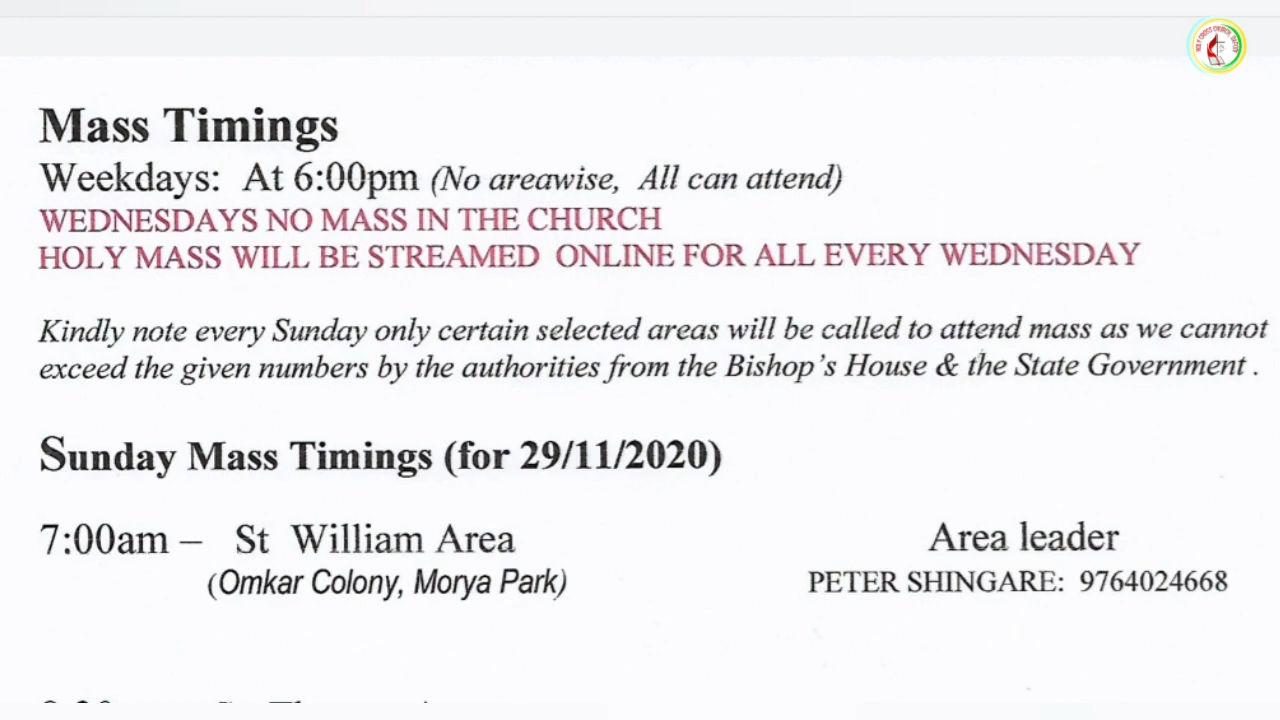 Mass Timings
Weekdays: At 6:00pm (No areawise, All can attend)
WEDNESDAYS NO MASS IN THE CHURCH
HOLY MASS WILL BE STREAMED ONLINE FOR ALL EVERY WEDNESDAY
Kindly note every Sunday only certain selected areas will be called to attend mass as we cannot
exceed the given numbers by the authorities from the Bishop's House & the State Government .
Sunday Mass Timings (for 29/11/2020)
7:00am – St William Area Area leader
(Omkar Colony, Morya Park) PETER SHINGARE: 9764024668